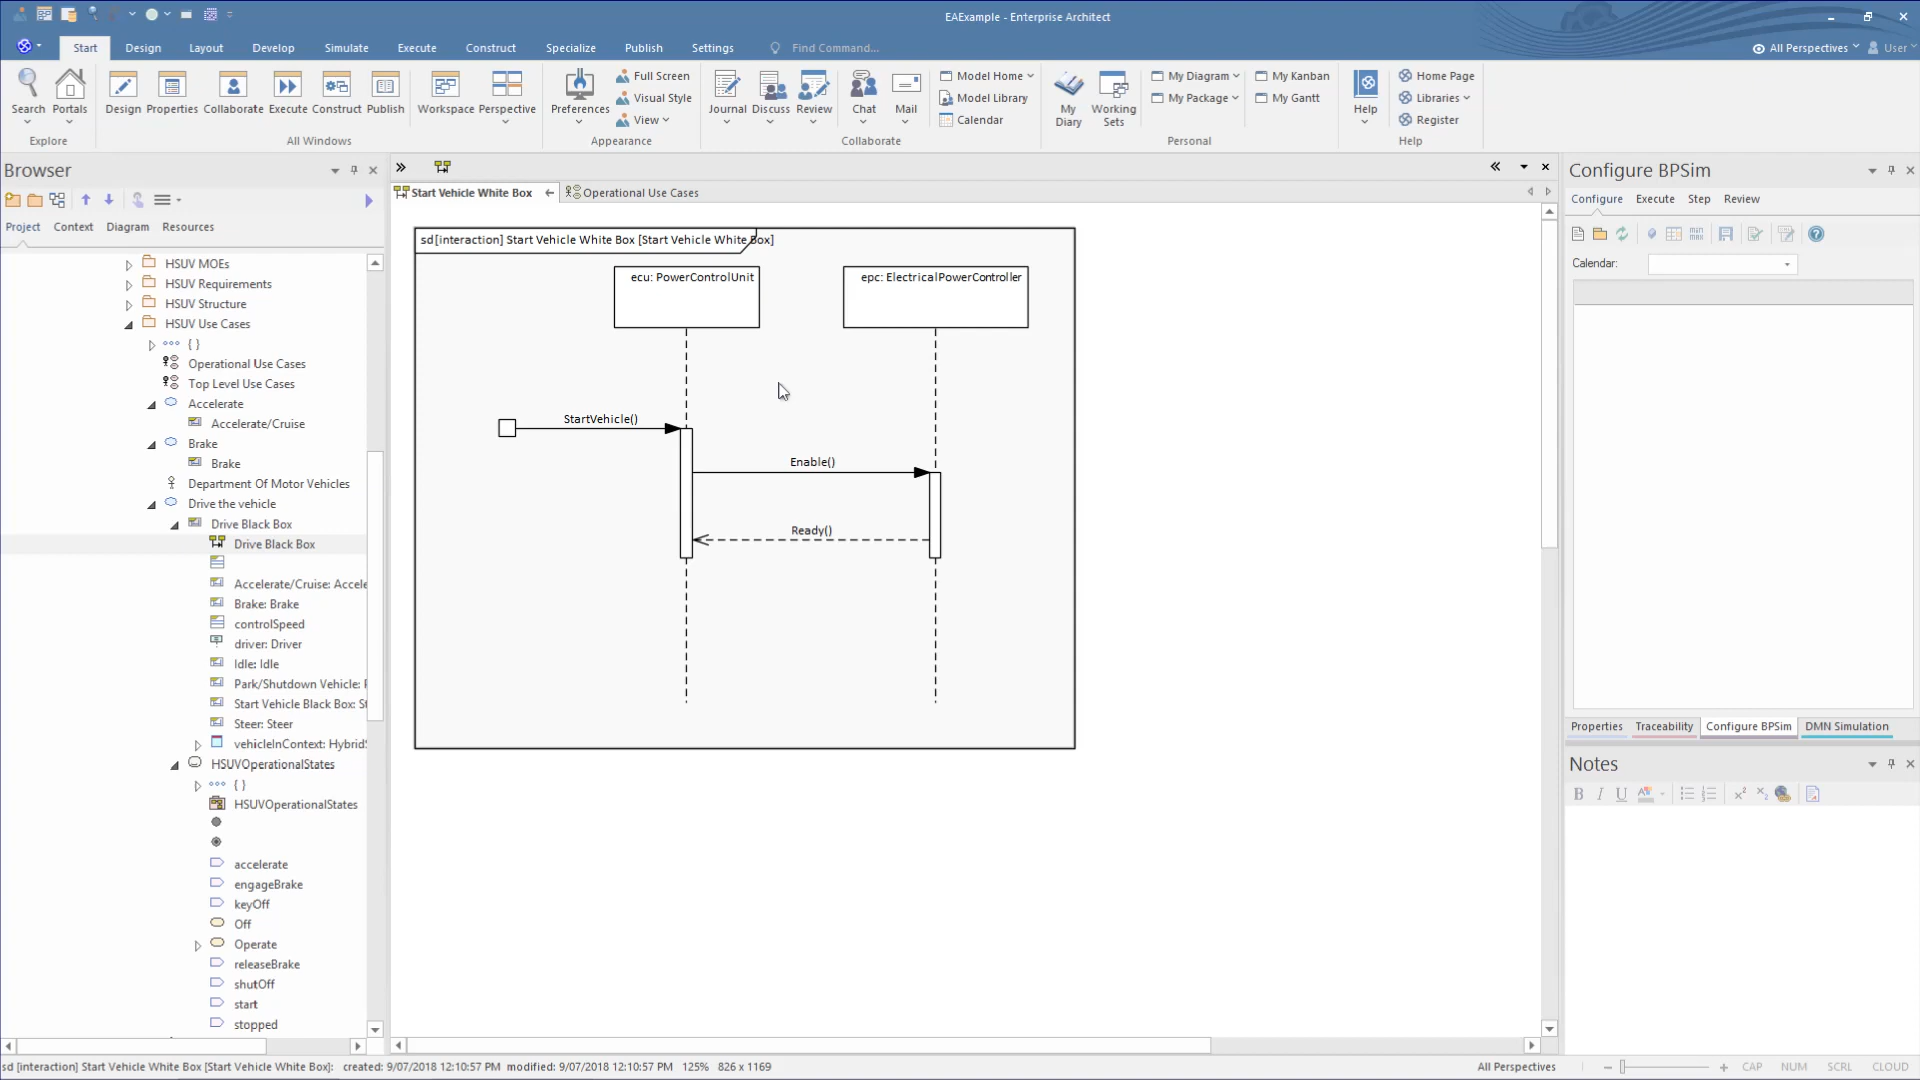 EAExample - Enterprise Architect
Start Design Layout Develop Simulate Execute Construct Specialize Publish Settings Find Command... All Perspectives User
Search Portals Design Properties Collaborate Execute Construct Publish Workspace Perspective Preferences Full Screen Visual Style View Journal Discuss Review Chat Mail Model Home Model Library Calendar My Diary Working Sets My Diagram My Package My Kanban My Gantt Help Home Page Libraries Register
Explore All Windows Appearance Collaborate Personal Help
Browser
Project Context Diagram Resources
HSUV MOEs
HSUV Requirements
HSUV Structure
HSUV Use Cases
{ }
Operational Use Cases
Top Level Use Cases
Accelerate
Accelerate/Cruise
Brake
Brake
Department Of Motor Vehicles
Drive the vehicle
Drive Black Box
Drive Black Box
Accelerate/Cruise: Accele
Brake: Brake
controlSpeed
driver: Driver
Idle: Idle
Park/Shutdown Vehicle:
Start Vehicle Black Box: St
Steer: Steer
vehicleInContext: HybridS
HSUVOperationalStates
{ }
HSUVOperationalStates
accelerate
engageBrake
keyOff
Off
Operate
releaseBrake
shutOff
start
stopped
Start Vehicle White Box Operational Use Cases
sd[interaction] Start Vehicle White Box [Start Vehicle White Box]
ecu: PowerControlUnit epc: ElectricalPowerController
StartVehicle()
Enable()
Ready()
Configure BPSim
Configure Execute Step Review
Calendar:
Properties Traceability Configure BPSim DMN Simulation
Notes
B I U
sd [interaction] Start Vehicle White Box [Start Vehicle White Box]: created: 9/07/2018 12:10:57 PM modified: 9/07/2018 12:10:57 PM 125% 826 x 1169 All Perspectives CAP NUM SCRL CLOUD